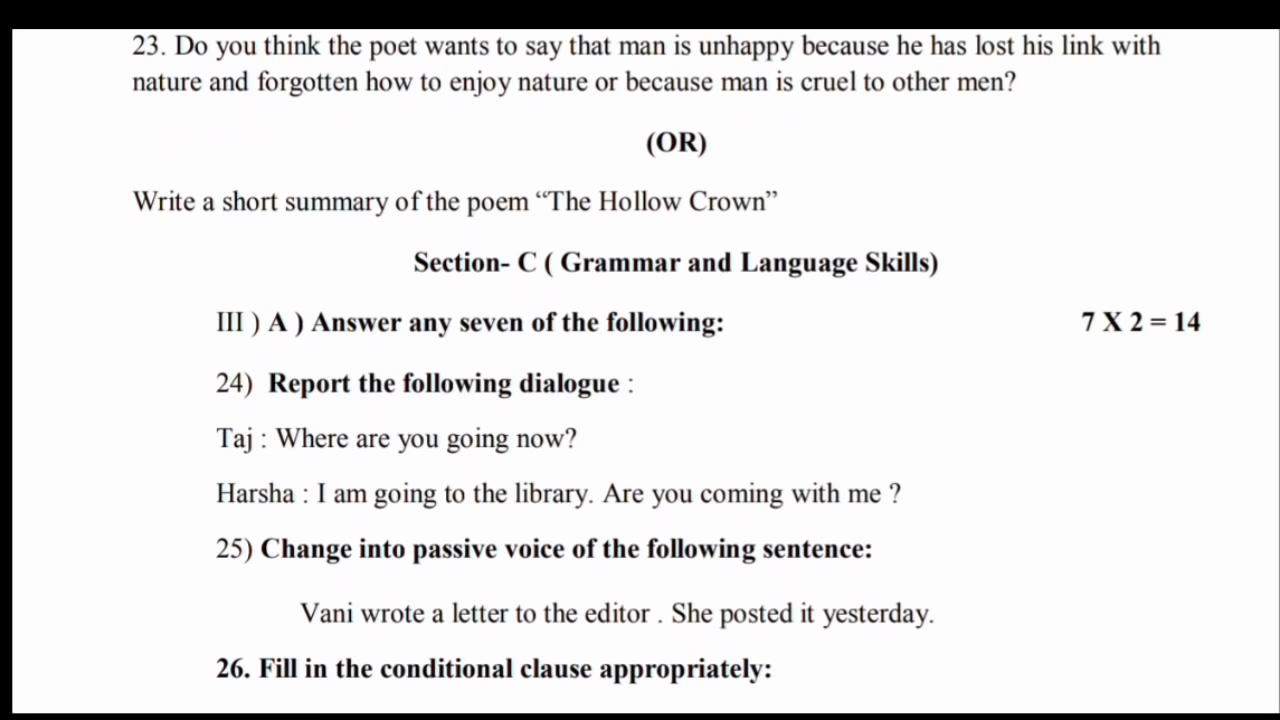 23. Do you think the poet wants to say that man is unhappy because he has lost his link with
nature and forgotten how to enjoy nature or because man is cruel to other men?
(OR)
Write a short summary of the poem “The Hollow Crown”
Section- C ( Grammar and Language Skills)
III ) A ) Answer any seven of the following: 7 X 2 = 14
24) Report the following dialogue :
Taj : Where are you going now?
Harsha : I am going to the library. Are you coming with me ?
25) Change into passive voice of the following sentence:
Vani wrote a letter to the editor . She posted it yesterday.
26. Fill in the conditional clause appropriately: